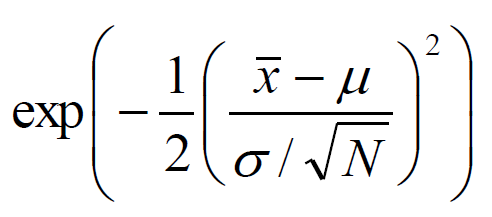 exp(-1/2((x̄ - μ)/(σ/√N))²)